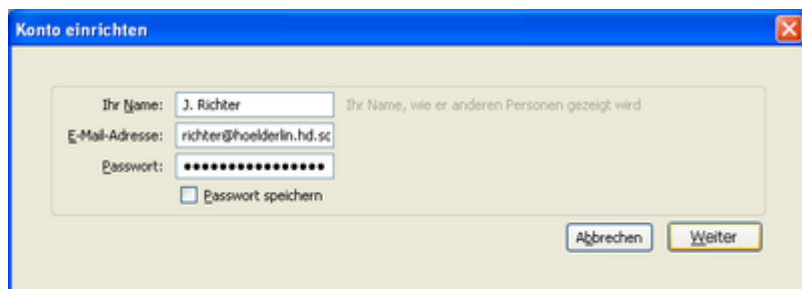 Konto einrichten
Ihr Name: J. Richter Ihr Name, wie er anderen Personen gezeigt wird
E-Mail-Adresse: richter@hoelderlin.hd.sc
Passwort: ●●●●●●●●●●●●●●●●
Passwort speichern
Abbrechen Weiter